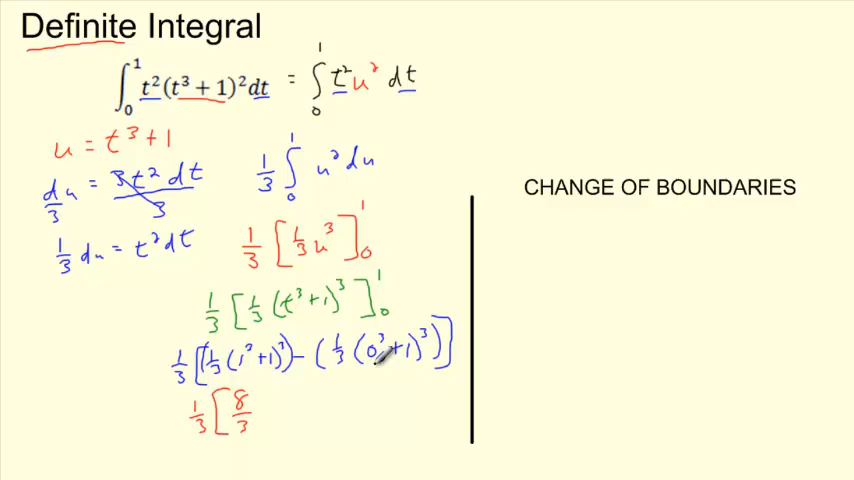 Definite Integral
∫₀¹ t²(t³ + 1)²dt = ∫₀¹ t² u² dt
u = t³ + 1
du/3 = 3t² dt/3
1/3 ∫₀¹ u² du
1/3 du = t² dt
1/3 [1/3 u³]₀¹
1/3 [1/3 (t³+1)³]₀¹
1/3 [(1/3 (1³+1)³) − (1/3 (0³+1)³)]
1/3 [8/3
CHANGE OF BOUNDARIES